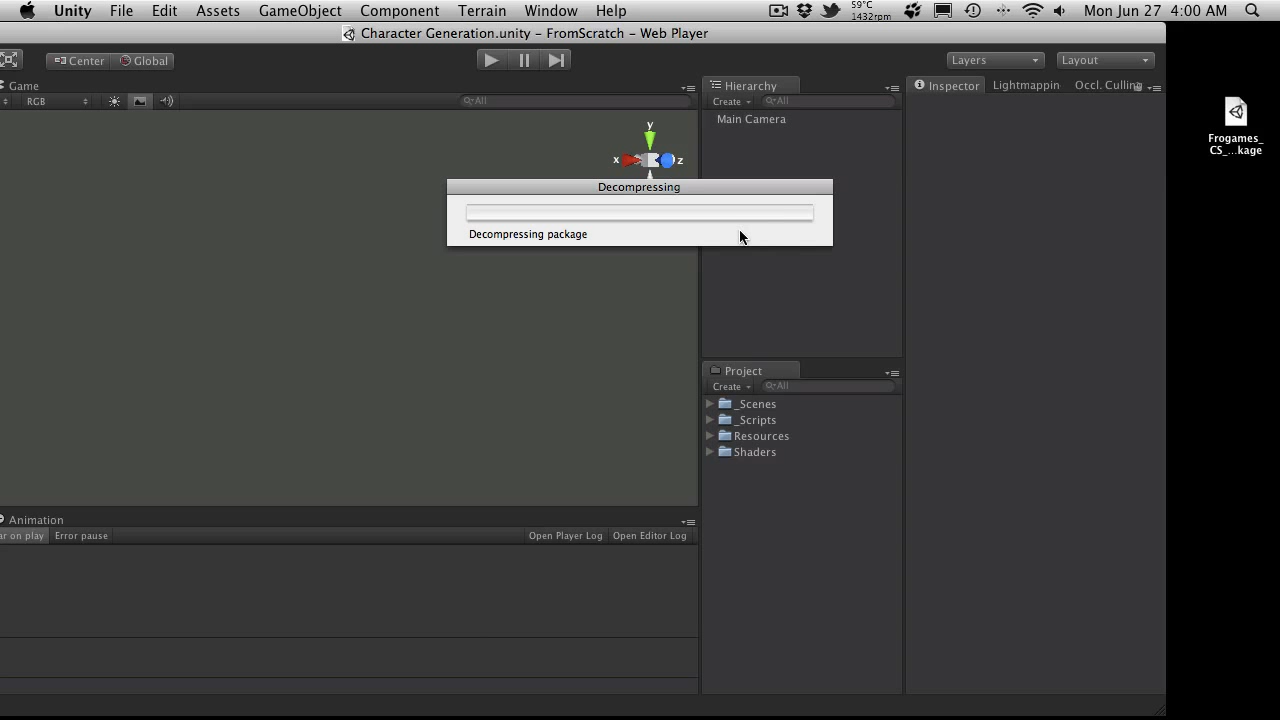 Unity File Edit Assets GameObject Component Terrain Window Help
59°C
1432rpm
Mon Jun 27 4:00 AM
Character Generation.unity - FromScratch - Web Player
Center Global
Layers
Layout
Game
Hierarchy
Inspector
Lightmappin
Occl. Culling
RGB
All
Create
All
Main Camera
y
x
z
Decompressing
Decompressing package
Frogames_
CS_...kage
Project
Create
All
_Scenes
_Scripts
Resources
Shaders
Animation
ar on play
Error pause
Open Player Log
Open Editor Log